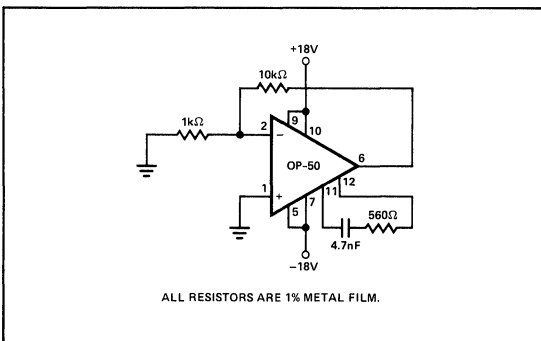 +18V
10kΩ
1kΩ
9
10
2
−
6
OP-50
12
11
1
+
7
5
560Ω
4.7nF
−18V
ALL RESISTORS ARE 1% METAL FILM.